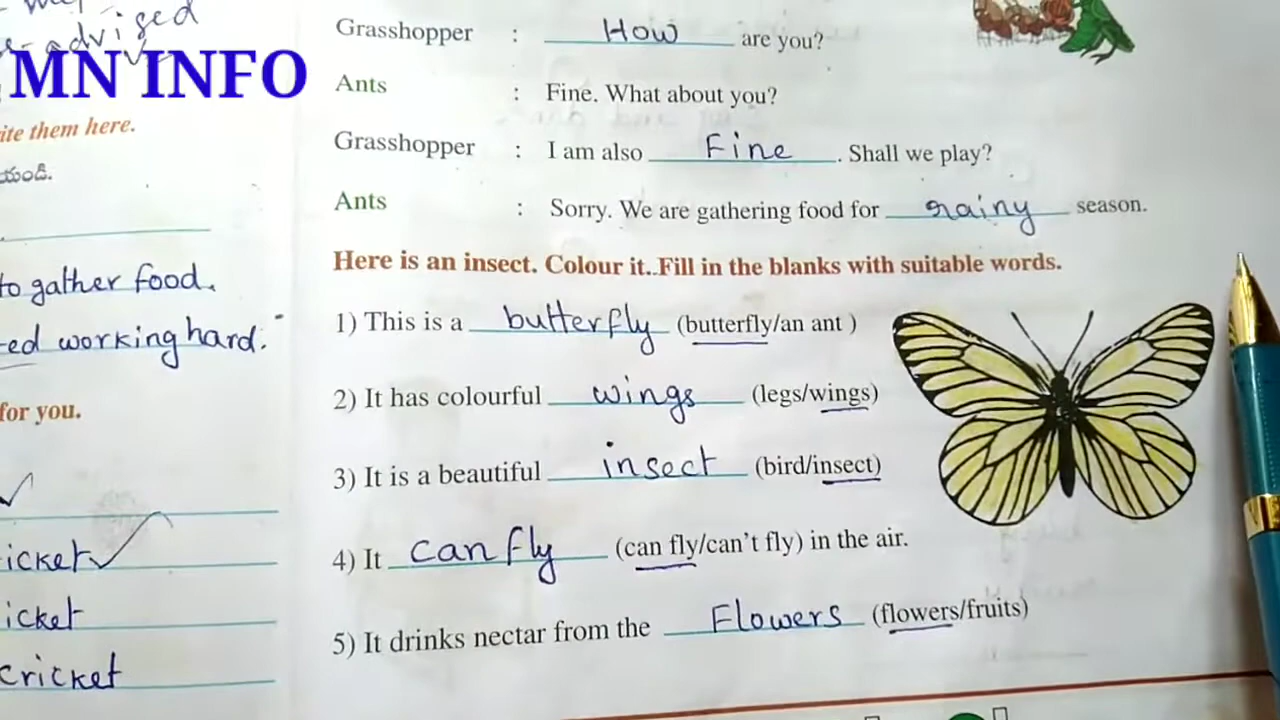 advised
MN INFO
ite them here.
యండి.
to gather food.
ed working hard."
for you.
icket
icket
cricket
Grasshopper : How are you?
Ants : Fine. What about you?
Grasshopper : I am also Fine. Shall we play?
Ants : Sorry. We are gathering food for rainy season.
Here is an insect. Colour it. Fill in the blanks with suitable words.
1) This is a butterfly (butterfly/an ant )
2) It has colourful wings (legs/wings)
3) It is a beautiful insect (bird/insect)
4) It can fly (can fly/can't fly) in the air.
5) It drinks nectar from the Flowers (flowers/fruits)